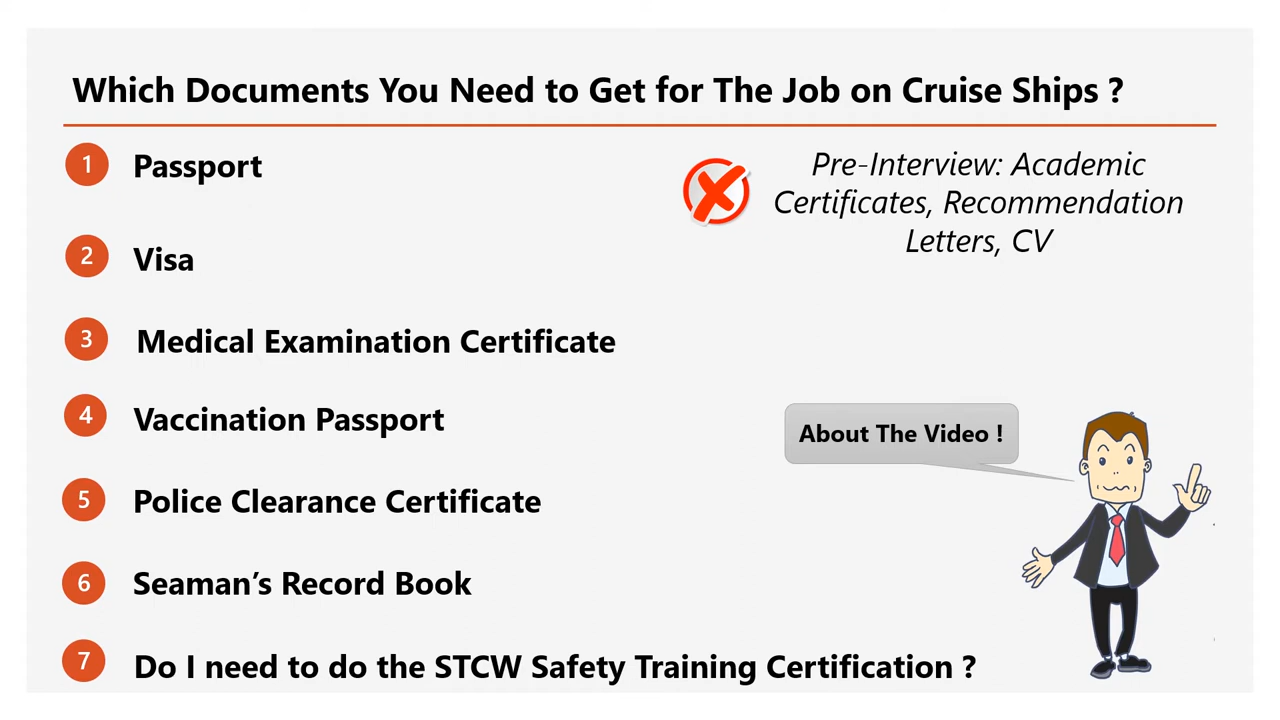 Which Documents You Need to Get for The Job on Cruise Ships ?
1 Passport
Pre-Interview: Academic
Certificates, Recommendation
Letters, CV
2 Visa
3 Medical Examination Certificate
4 Vaccination Passport
About The Video !
5 Police Clearance Certificate
6 Seaman’s Record Book
7 Do I need to do the STCW Safety Training Certification ?